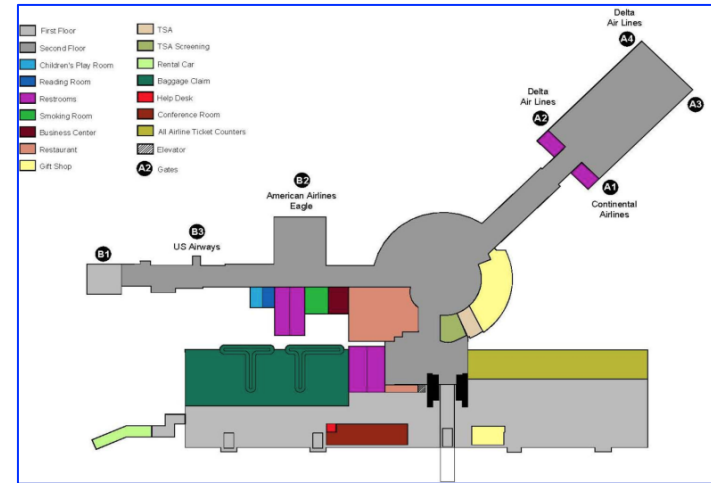 First Floor
Second Floor
Children's Play Room
Reading Room
Restrooms
Smoking Room
Business Center
Restaurant
Gift Shop
TSA
TSA Screening
Rental Car
Baggage Claim
Help Desk
Conference Room
All Airline Ticket Counters
Elevator
A2 Gates
Delta
Air Lines
A4
A3
Delta
Air Lines
A2
A1
Continental
Airlines
B2
American Airlines
Eagle
B3
US Airways
B1